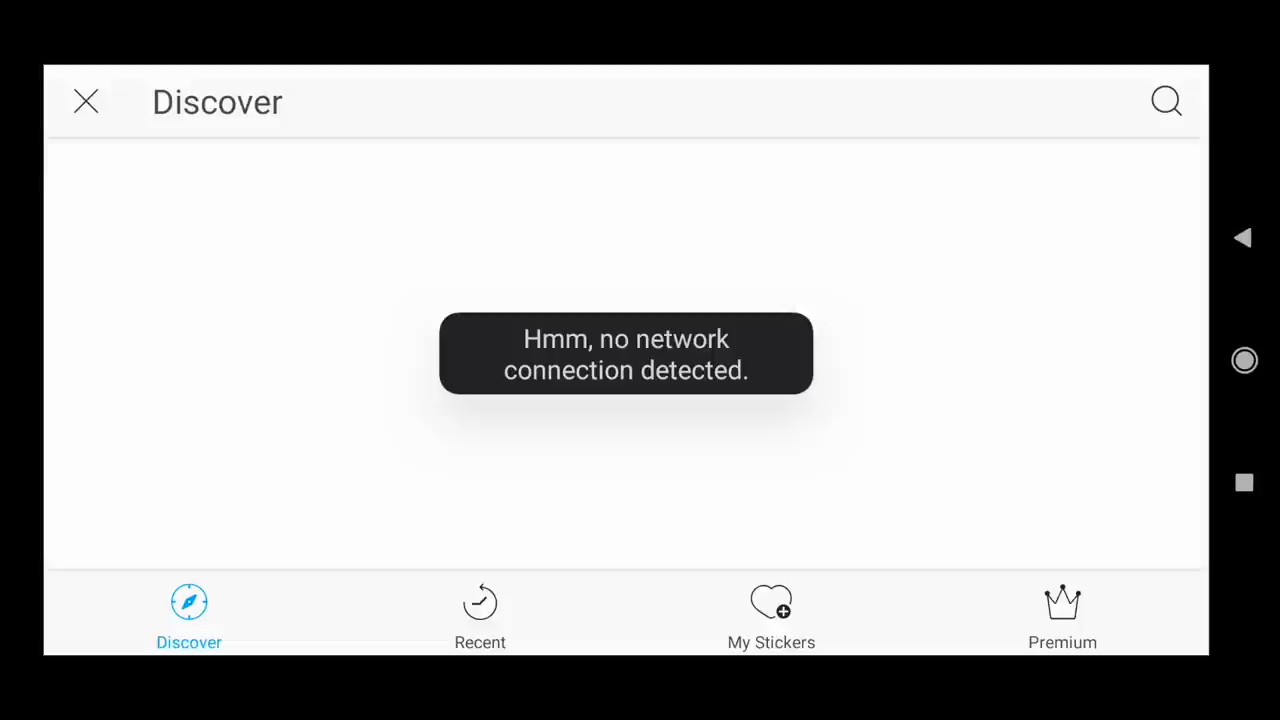 Discover
Hmm, no network
connection detected.
Discover
Recent
My Stickers
Premium